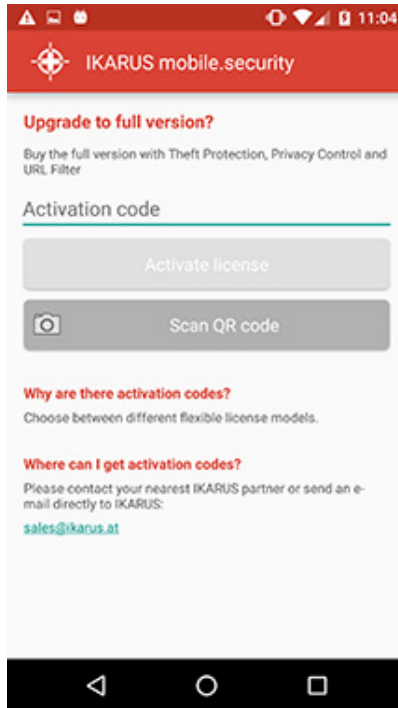 11:04
IKARUS mobile.security
Upgrade to full version?
Buy the full version with Theft Protection, Privacy Control and
URL Filter
Activation code
Activate license
Scan QR code
Why are there activation codes?
Choose between different flexible license models.
Where can I get activation codes?
Please contact your nearest IKARUS partner or send an e-
mail directly to IKARUS:
sales@ikarus.at